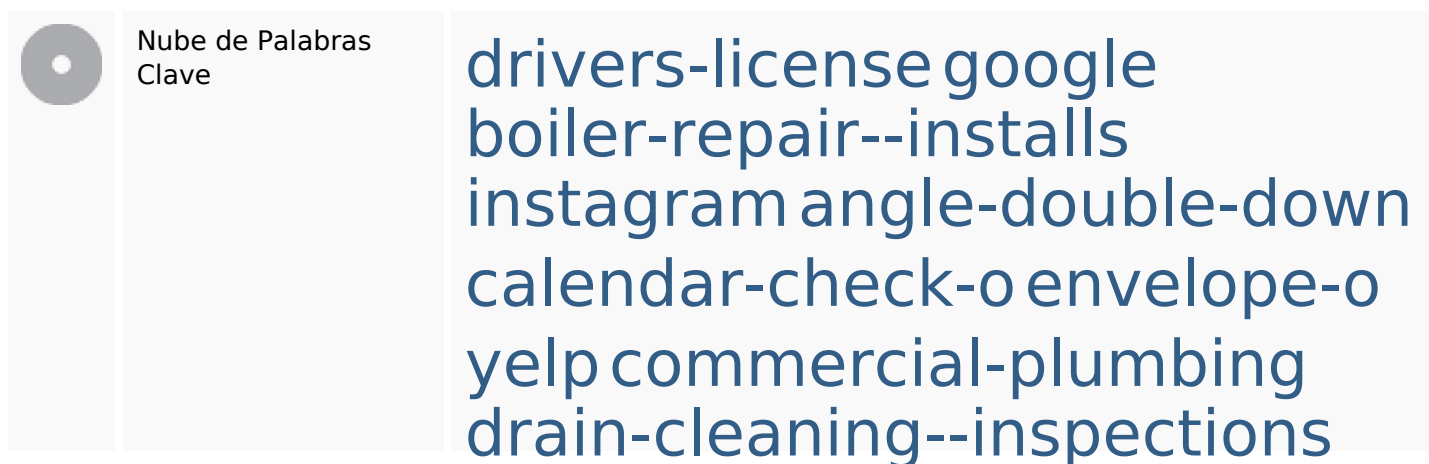 Nube de Palabras
Clave
drivers-license google
boiler-repair--installs
instagram angle-double-down
calendar-check-o envelope-o
yelp commercial-plumbing
drain-cleaning--inspections